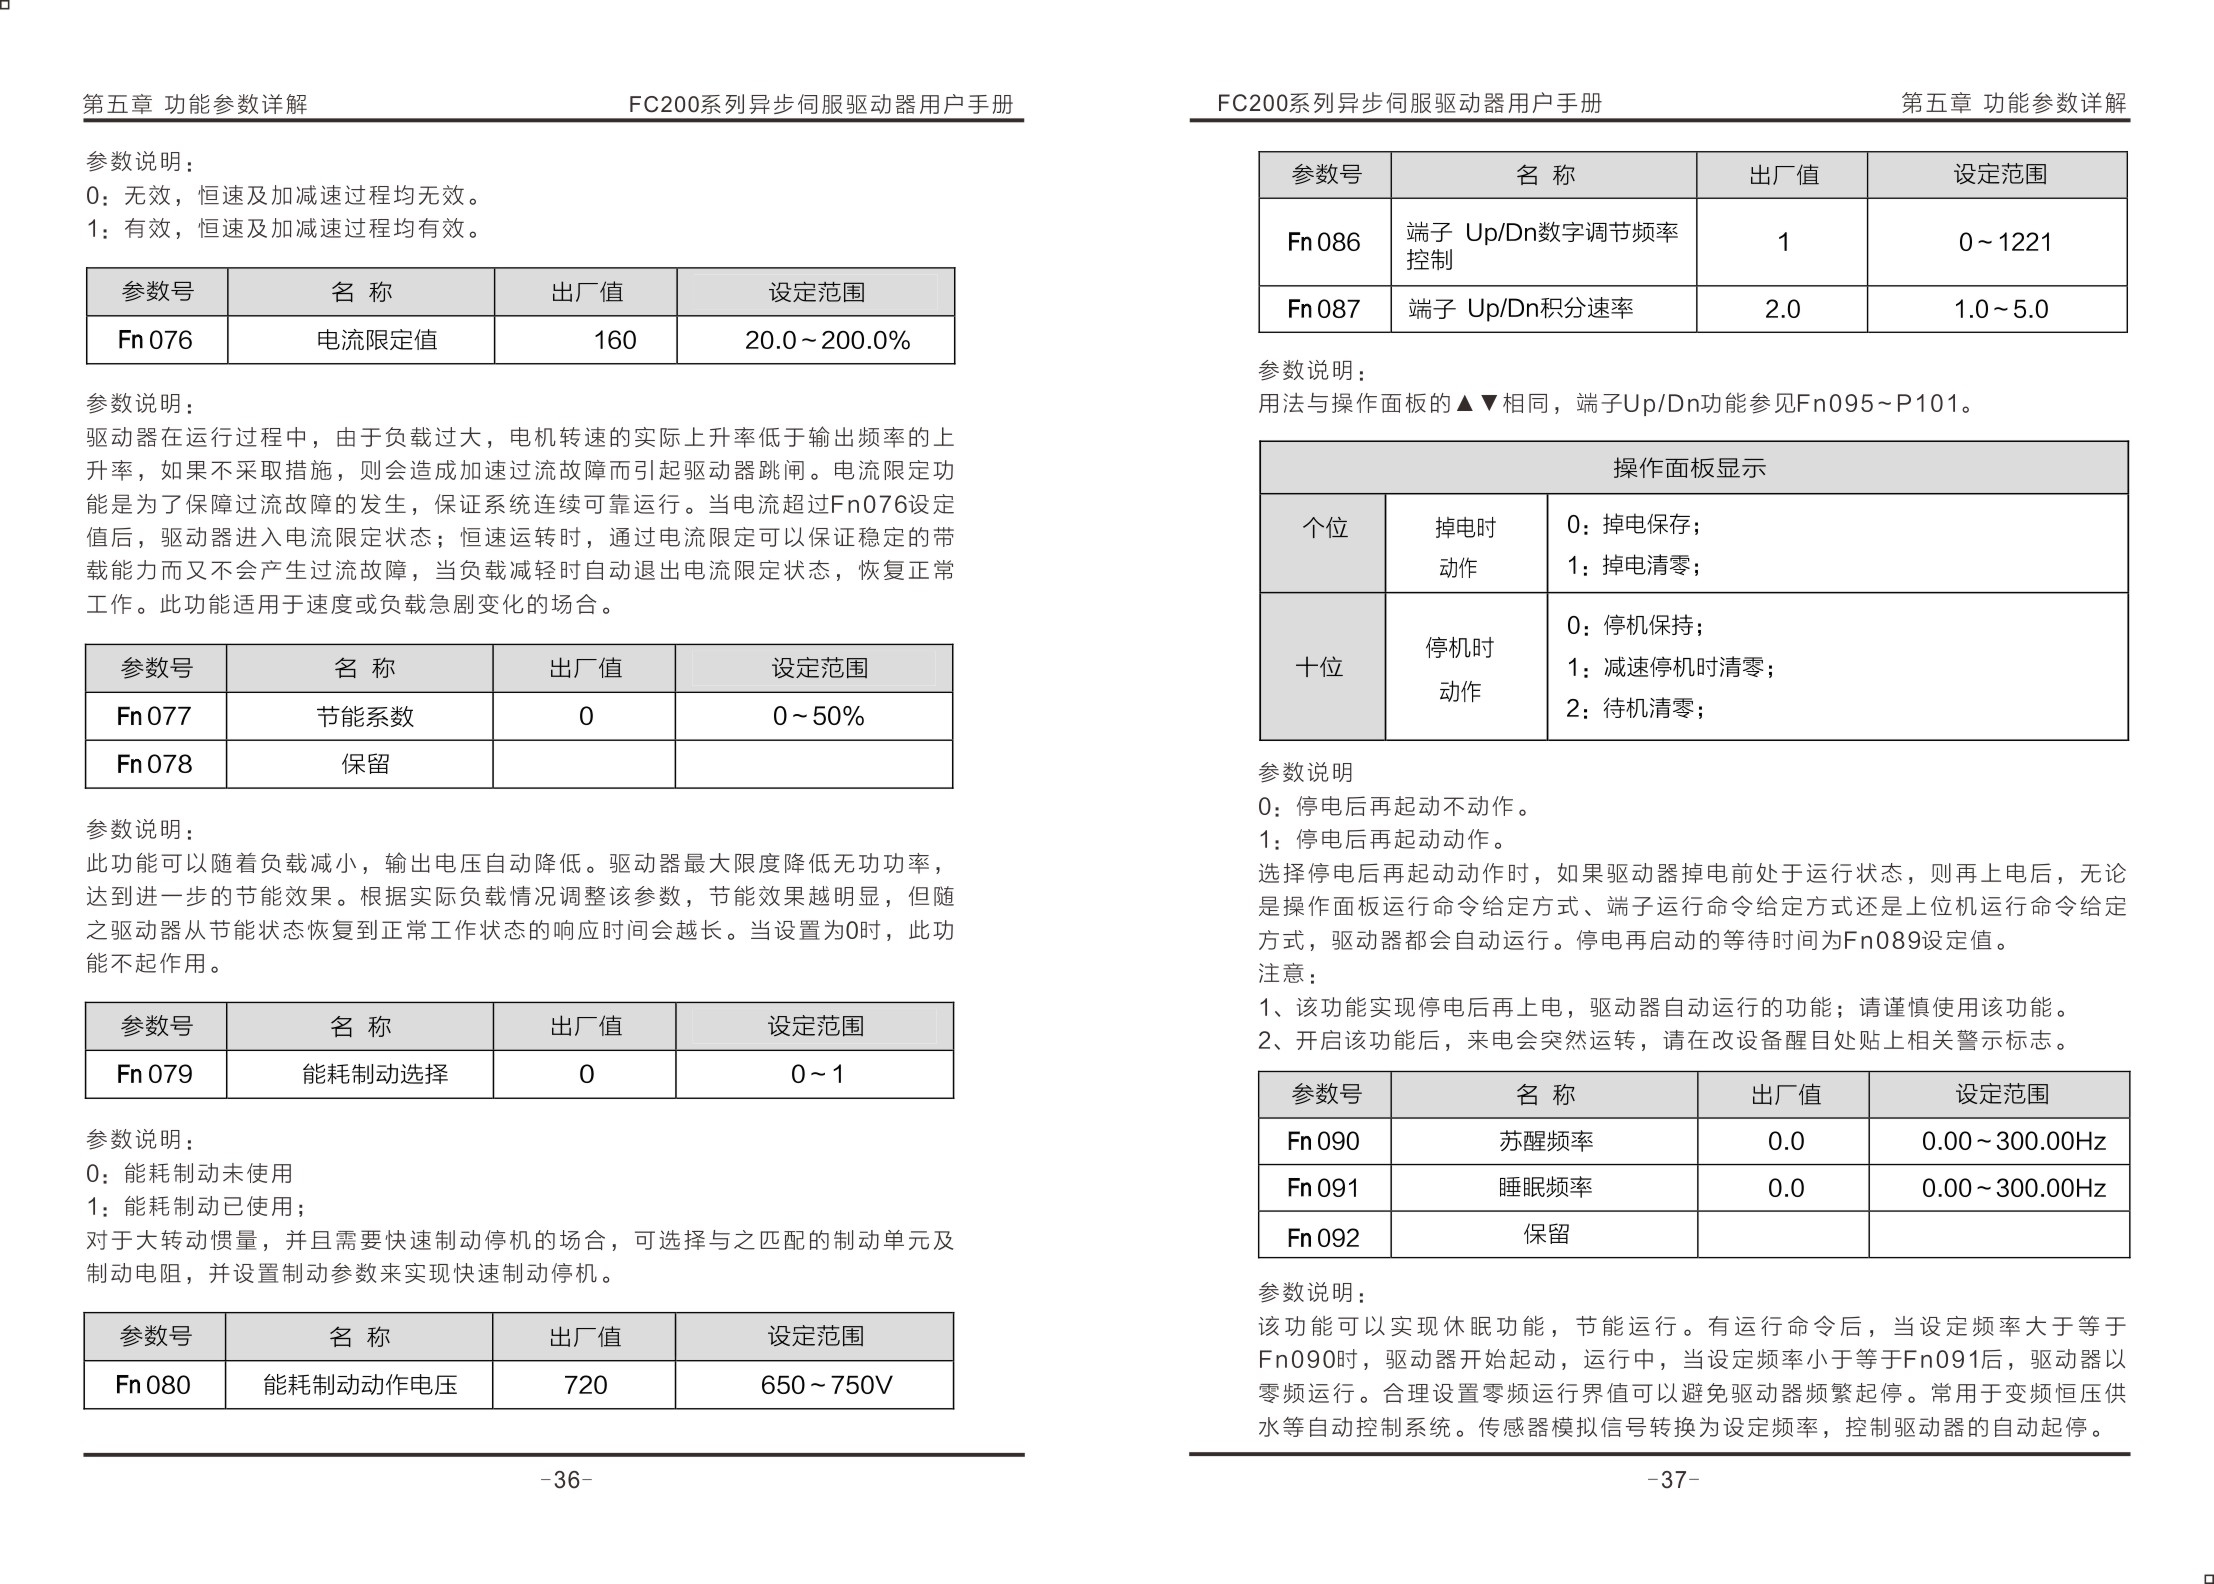 第五章 功能参数详解 FC200系列异步伺服驱动器用户手册
参数说明：
0：无效，恒速及加减速过程均无效。
1：有效，恒速及加减速过程均有效。
参数号 名 称 出厂值 设定范围
Fn 076 电流限定值 160 20.0～200.0%
参数说明：
驱动器在运行过程中，由于负载过大，电机转速的实际上升率低于输出频率的上
升率，如果不采取措施，则会造成加速过流故障而引起驱动器跳闸。电流限定功
能是为了保障过流故障的发生，保证系统连续可靠运行。当电流超过Fn076设定
值后，驱动器进入电流限定状态；恒速运转时，通过电流限定可以保证稳定的带
载能力而又不会产生过流故障，当负载减轻时自动退出电流限定状态，恢复正常
工作。此功能适用于速度或负载急剧变化的场合。
参数号 名 称 出厂值 设定范围
Fn 077 节能系数 0 0～50%
Fn 078 保留
参数说明：
此功能可以随着负载减小，输出电压自动降低。驱动器最大限度降低无功功率，
达到进一步的节能效果。根据实际负载情况调整该参数，节能效果越明显，但随
之驱动器从节能状态恢复到正常工作状态的响应时间会越长。当设置为0时，此功
能不起作用。
参数号 名 称 出厂值 设定范围
Fn 079 能耗制动选择 0 0～1
参数说明：
0：能耗制动未使用
1：能耗制动已使用；
对于大转动惯量，并且需要快速制动停机的场合，可选择与之匹配的制动单元及
制动电阻，并设置制动参数来实现快速制动停机。
参数号 名 称 出厂值 设定范围
Fn 080 能耗制动动作电压 720 650～750V
-36-
FC200系列异步伺服驱动器用户手册 第五章 功能参数详解
参数号 名 称 出厂值 设定范围
Fn 086 端子 Up/Dn数字调节频率
控制 1 0～1221
Fn 087 端子 Up/Dn积分速率 2.0 1.0～5.0
参数说明：
用法与操作面板的▲▼相同，端子Up/Dn功能参见Fn095~P101。
操作面板显示
个位 掉电时 0：掉电保存；
动作 1：掉电清零；
0：停机保持；
十位 停机时 1：减速停机时清零；
动作 2：待机清零；
参数说明
0：停电后再起动不动作。
1：停电后再起动动作。
选择停电后再起动动作时，如果驱动器掉电前处于运行状态，则再上电后，无论
是操作面板运行命令给定方式、端子运行命令给定方式还是上位机运行命令给定
方式，驱动器都会自动运行。停电再启动的等待时间为Fn089设定值。
注意：
1、该功能实现停电后再上电，驱动器自动运行的功能；请谨慎使用该功能。
2、开启该功能后，来电会突然运转，请在改设备醒目处贴上相关警示标志。
参数号 名 称 出厂值 设定范围
Fn 090 苏醒频率 0.0 0.00～300.00Hz
Fn 091 睡眠频率 0.0 0.00～300.00Hz
Fn 092 保留
参数说明：
该功能可以实现休眠功能，节能运行。有运行命令后，当设定频率大于等于
Fn090时，驱动器开始起动，运行中，当设定频率小于等于Fn091后，驱动器以
零频运行。合理设置零频运行界值可以避免驱动器频繁起停。常用于变频恒压供
水等自动控制系统。传感器模拟信号转换为设定频率，控制驱动器的自动起停。
-37-